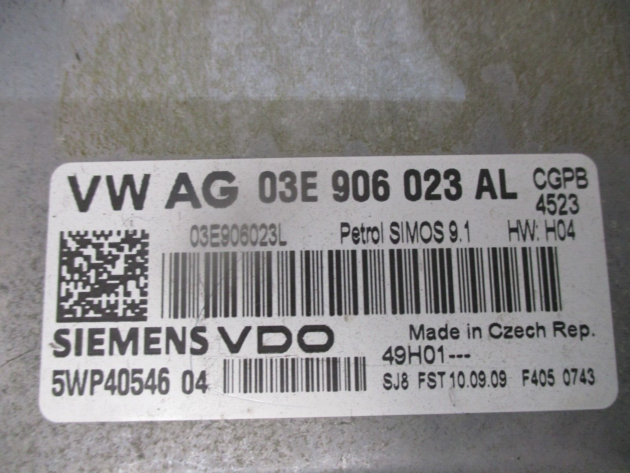 VW AG 03E 906 023 AL CGPB
4523
03E906023L Petrol SIMOS 9.1 HW: H04
SIEMENS VDO Made in Czech Rep.
49H01---
5WP40546 04 SJ8 FST 10.09.09 F405 0743